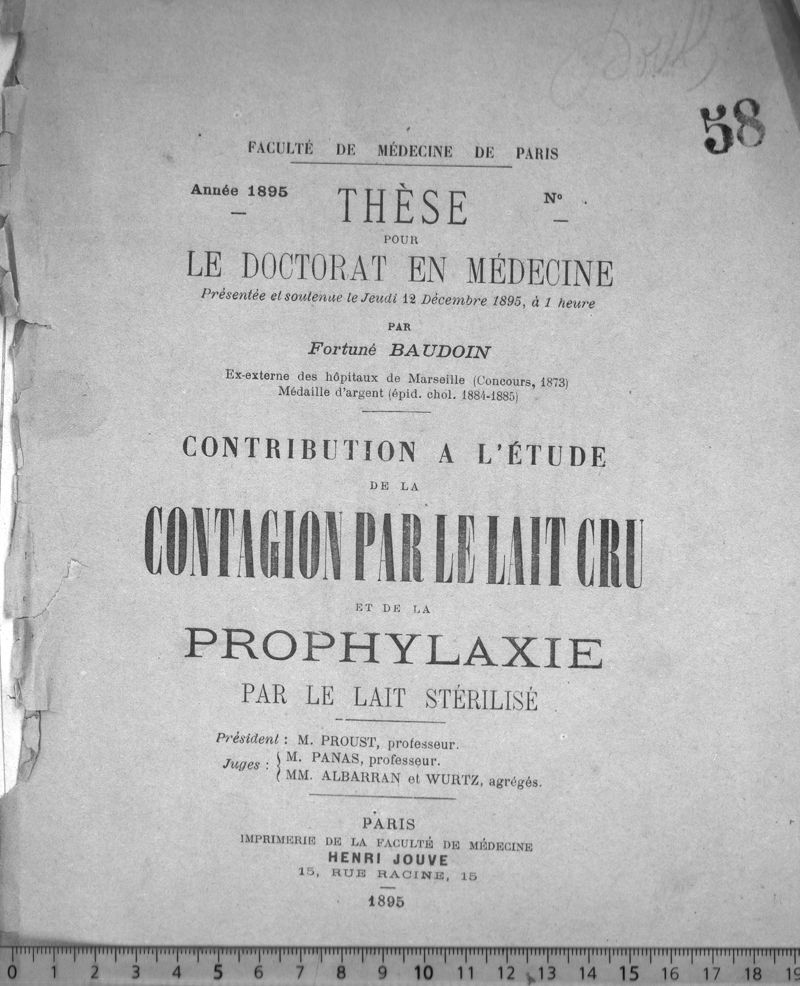 58
FACULTÉ DE MÉDECINE DE PARIS
Année 1895 THÈSE N°
POUR
LE DOCTORAT EN MÉDECINE
Présentée et soutenue le Jeudi 12 Décembre 1895, à 1 heure
PAR
Fortuné BAUDOIN
Ex-externe des hôpitaux de Marseille (Concours, 1873)
Médaille d'argent (épid. chol. 1884-1885)
CONTRIBUTION A L'ÉTUDE
DE LA
CONTAGION PAR LE LAIT CRU
ET DE LA
PROPHYLAXIE
PAR LE LAIT STÉRILISÉ
Président : M. PROUST, professeur.
Juges : { M. PANAS, professeur.
MM. ALBARRAN et WURTZ, agrégés.
PARIS
IMPRIMERIE DE LA FACULTÉ DE MÉDECINE
HENRI JOUVE
15, RUE RACINE, 15
1895
0 1 2 3 4 5 6 7 8 9 10 11 12 13 14 15 16 17 18 19